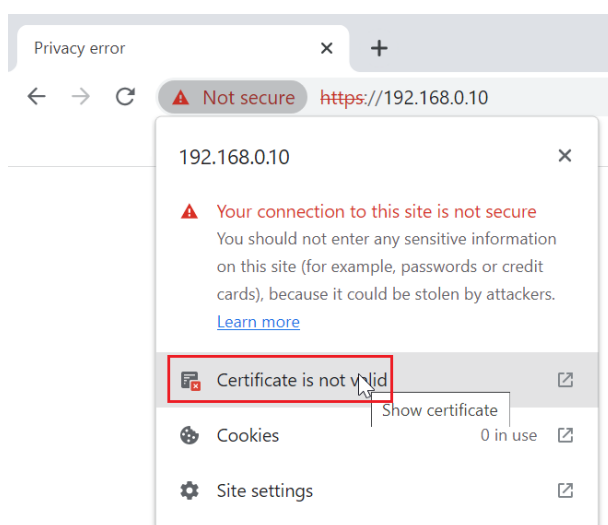 Privacy error
Not secure https://192.168.0.10
192.168.0.10
Your connection to this site is not secure
You should not enter any sensitive information
on this site (for example, passwords or credit
cards), because it could be stolen by attackers.
Learn more
Certificate is not valid
Show certificate
Cookies 0 in use
Site settings